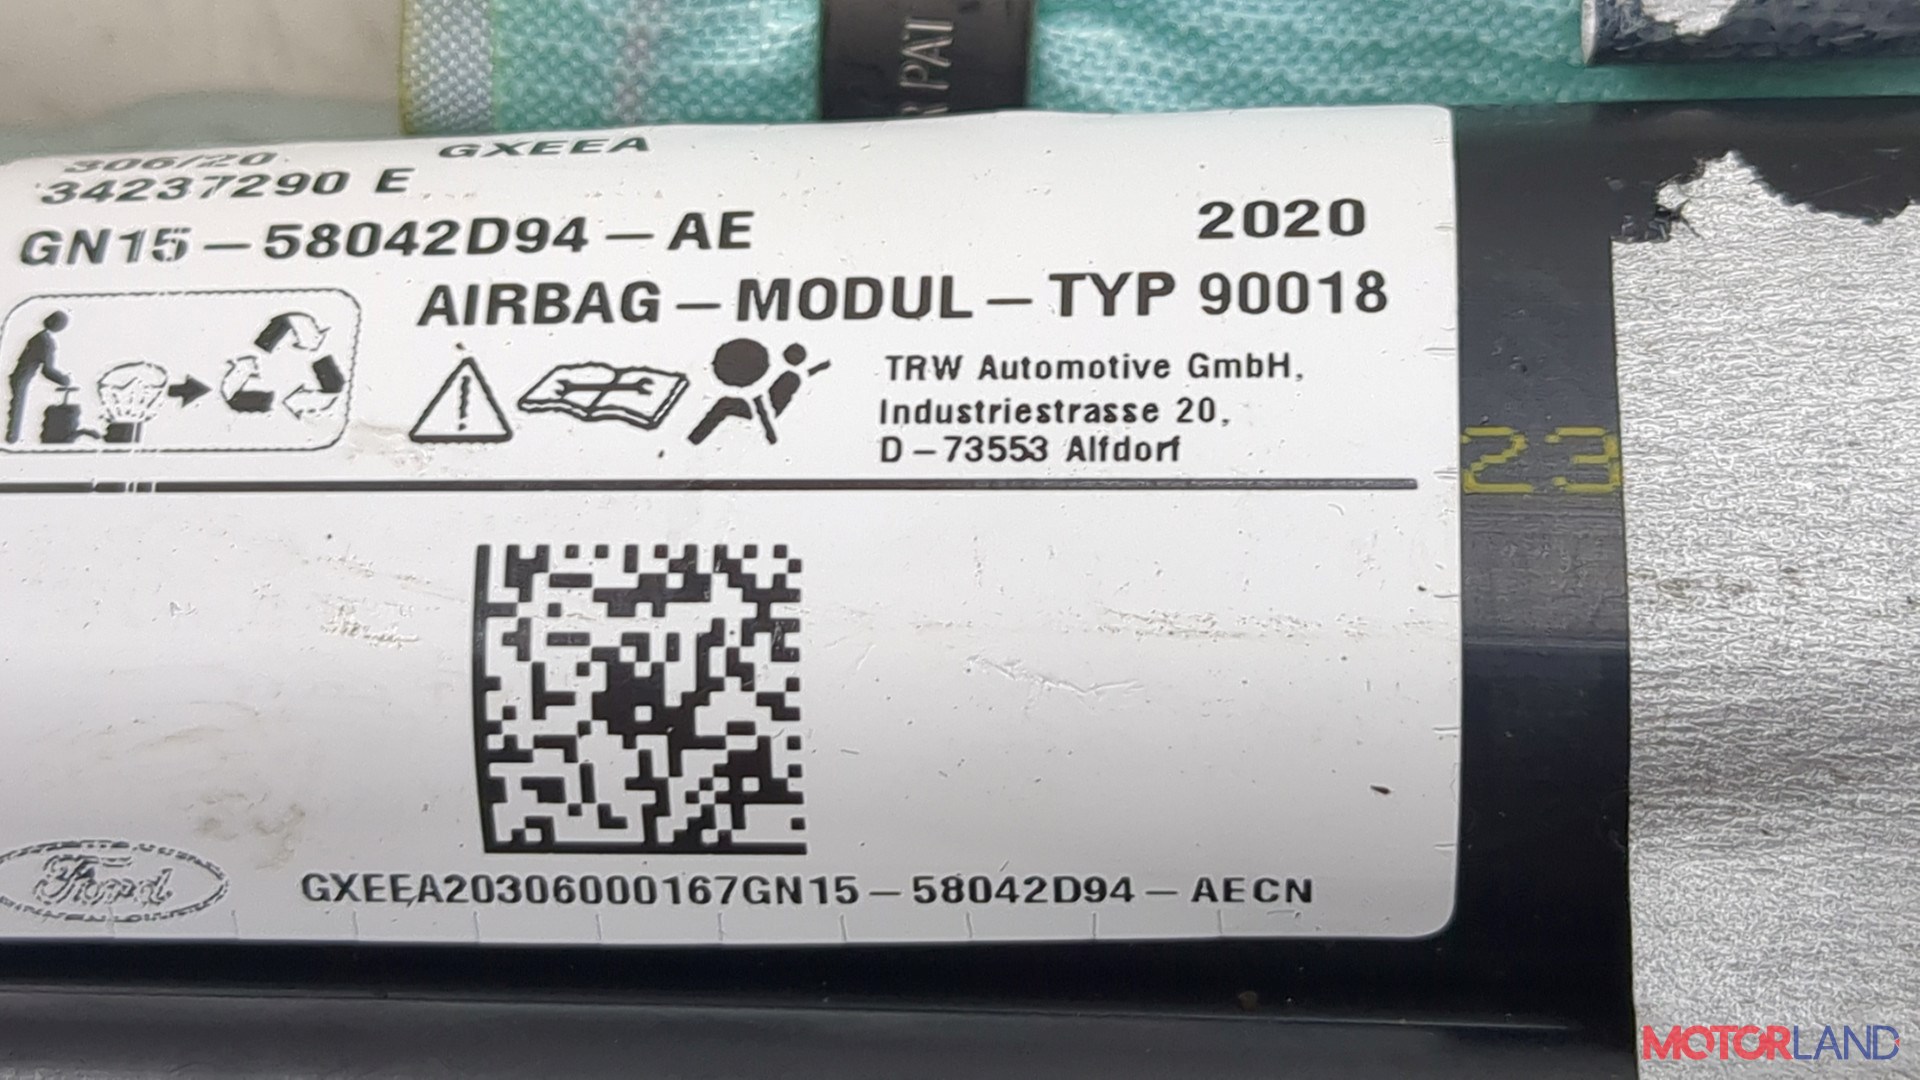 R PAT
306/20 GXEEA
34237290 E
GN15-58042D94-AE
2020
AIRBAG-MODUL-TYP 90018
TRW Automotive GmbH,
Industriestrasse 20,
D-73553 Alfdorf
23
Ford
GXEEA20306000167GN15-58042D94-AECN
MOTORLAND